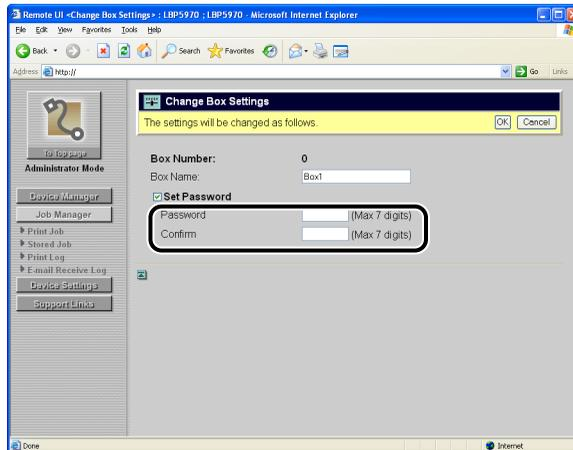 Remote UI <Change Box Settings> : LBP5970 ; LBP5970 - Microsoft Internet Explorer
File Edit View Favorites Tools Help
Back Search Favorites
Address http:// Go Links
To Top page
Administrator Mode
Device Manager
Job Manager
Print Job
Stored Job
Print Log
E-mail Receive Log
Device Settings
Support Links
Change Box Settings
The settings will be changed as follows. OK Cancel
Box Number: 0
Box Name: Box1
Set Password
Password (Max 7 digits)
Confirm (Max 7 digits)
Done Internet